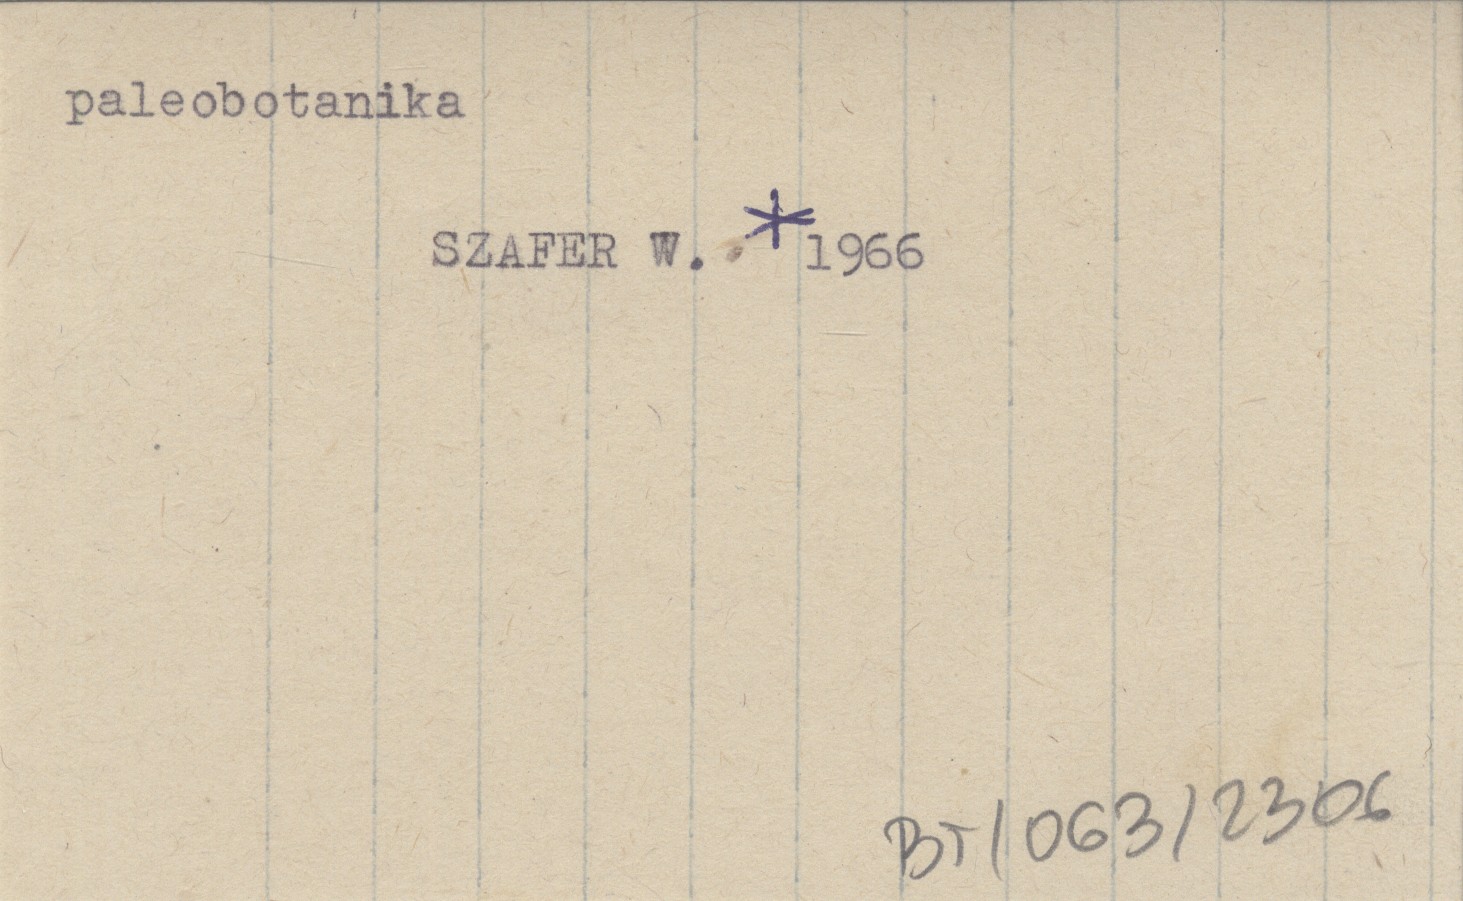 paleobotanika
SZAFER W. * 1966
BT/063/2306